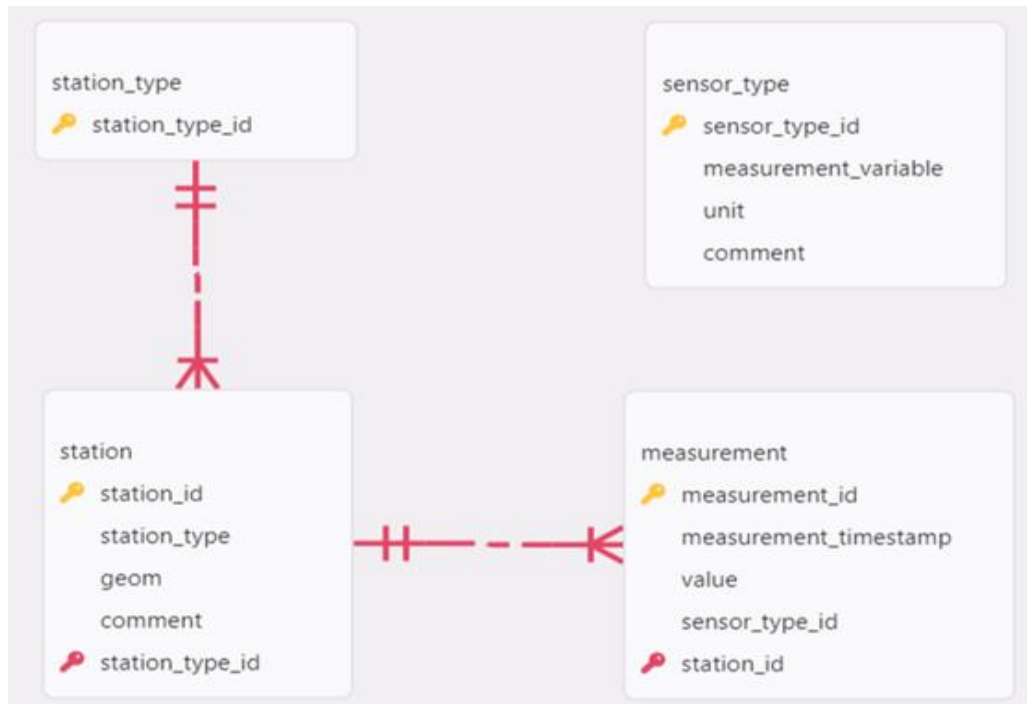 station_type
station_type_id
sensor_type
sensor_type_id
measurement_variable
unit
comment
station
station_id
station_type
geom
comment
station_type_id
measurement
measurement_id
measurement_timestamp
value
sensor_type_id
station_id